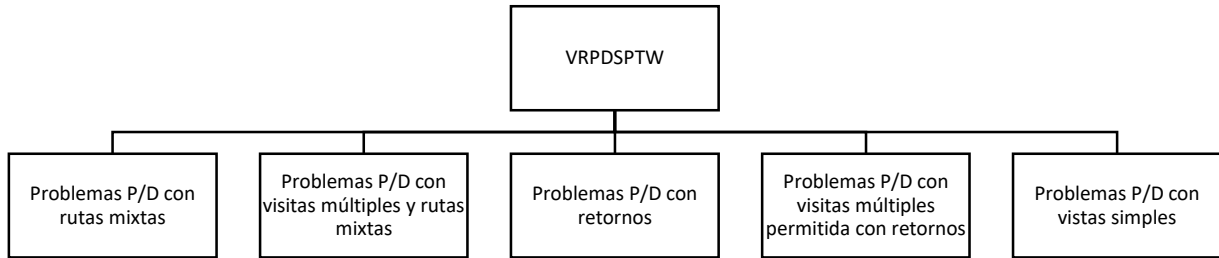 VRPDSPTW
Problemas P/D con
rutas mixtas
Problemas P/D con
visitas múltiples y rutas
mixtas
Problemas P/D con
retornos
Problemas P/D con
visitas múltiples
permitida con retornos
Problemas P/D con
vistas simples